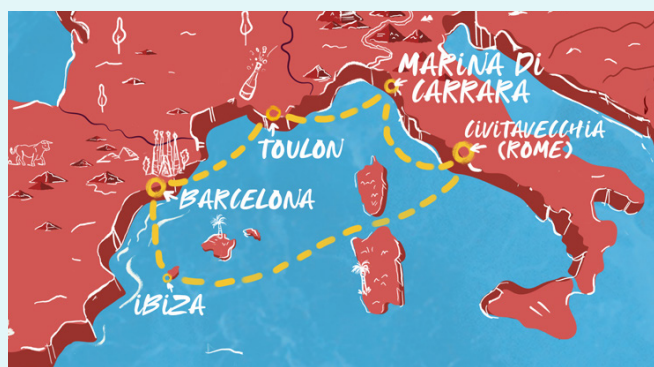 MARINA DI
CARRARA
CIVITAVECCHIA
(ROME)
TOULON
BARCELONA
IBIZA